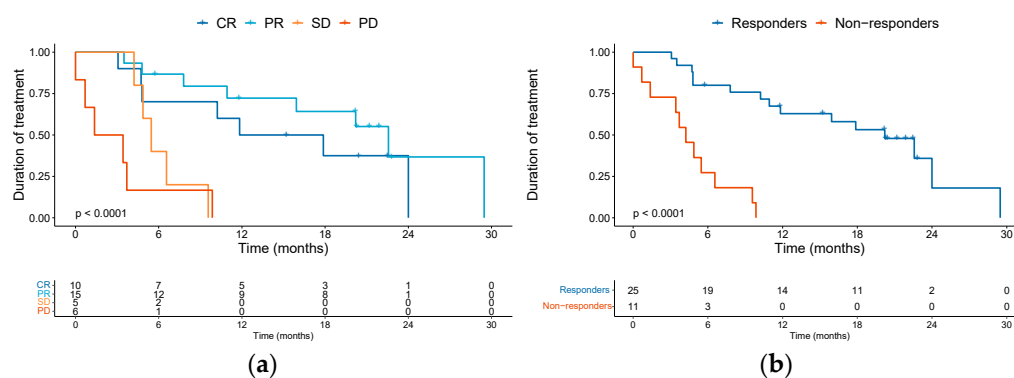 CR PR SD PD
Duration of treatment
1.00
0.75
0.50
0.25
0.00
p < 0.0001
0 6 12 18 24 30
Time (months)
CR 10 7 5 3 1 0
PR 15 12 9 8 1 0
SD 5 2 0 0 0 0
PD 6 1 0 0 0 0
0 6 12 18 24 30
Time (months)
(a)
Responders Non-responders
Duration of treatment
1.00
0.75
0.50
0.25
0.00
p < 0.0001
0 6 12 18 24 30
Time (months)
Responders 25 19 14 11 2 0
Non-responders 11 3 0 0 0 0
0 6 12 18 24 30
Time (months)
(b)